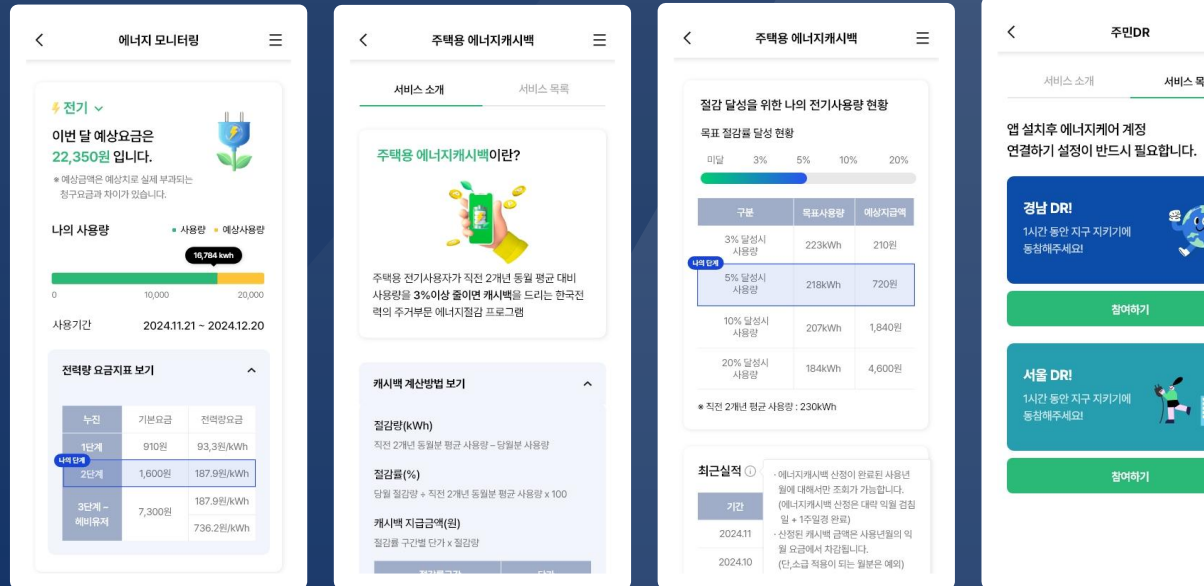 에너지 모니터링
전기
이번 달 예상요금은
22,350원 입니다.
* 예상금액은 예상치로 실제 부과되는
청구요금과 차이가 있습니다.
나의 사용량
사용량 예상사용량
16,784 kwh
0 10,000 20,000
사용기간 2024.11.21 ~ 2024.12.20
전력량 요금지표 보기
누진 기본요금 전력량요금
1단계 910원 93,3원/kWh
나의 단계
2단계 1,600원 187.9원/kWh
3단계 ~
헤비유저
7,300원
187.9원/kWh
736.2원/kWh
주택용 에너지캐시백
서비스 소개 서비스 목록
주택용 에너지캐시백이란?
주택용 전기사용자가 직전 2개년 동월 평균 대비
사용량을 3%이상 줄이면 캐시백을 드리는 한국전
력의 주거부문 에너지절감 프로그램
캐시백 계산방법 보기
절감량(kWh)
직전 2개년 동월분 평균 사용량 – 당월분 사용량
절감률(%)
당월 절감량 ÷ 직전 2개년 동월분 평균 사용량 x 100
캐시백 지급금액(원)
절감률 구간별 단가 x 절감량
주택용 에너지캐시백
절감 달성을 위한 나의 전기사용량 현황
목표 절감률 달성 현황
미달 3% 5% 10% 20%
구분 목표사용량 예상지금액
3% 달성시
사용량
223kWh 210원
나의 단계
5% 달성시
사용량
218kWh 720원
10% 달성시
사용량
207kWh 1,840원
20% 달성시
사용량
184kWh 4,600원
* 직전 2개년 평균 사용량 : 230kWh
최근실적
기간
2024.11
2024.10
· 에너지캐시백 산정이 완료된 사용년
월에 대해서만 조회가 가능합니다.
(에너지캐시백 산정은 대략 익월 검침
일 + 1주일경 완료)
· 산정된 캐시백 금액은 사용년월의 익
월 요금에서 차감됩니다.
(단,소급 적용이 되는 월분은 예외)
주민DR
서비스 소개 서비스 목
앱 설치후 에너지케어 계정
연결하기 설정이 반드시 필요합니다.
경남 DR!
1시간 동안 지구 지키기에
동참해주세요!
참여하기
서울 DR!
1시간 동안 지구 지키기에
동참해주세요!
참여하기